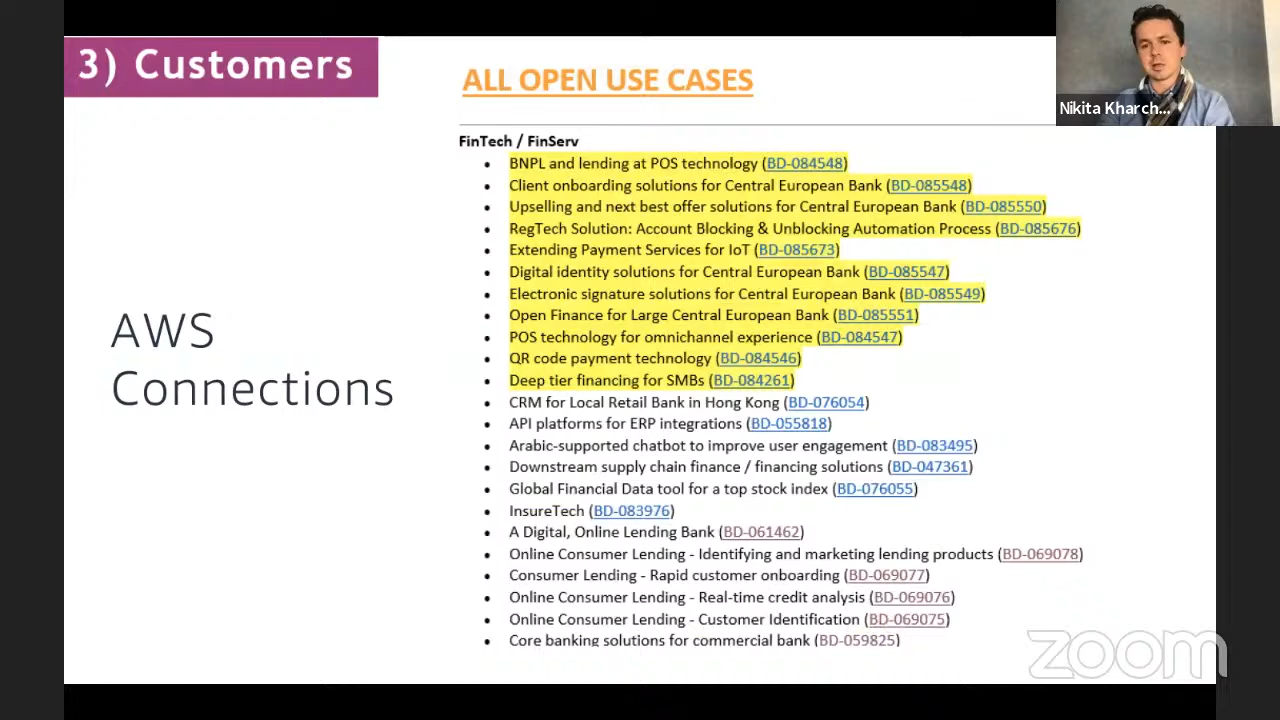 3) Customers
ALL OPEN USE CASES
Nikita Kharch...
FinTech / FinServ
• BNPL and lending at POS technology (BD-084548)
• Client onboarding solutions for Central European Bank (BD-085548)
• Upselling and next best offer solutions for Central European Bank (BD-085550)
• RegTech Solution: Account Blocking & Unblocking Automation Process (BD-085676)
• Extending Payment Services for IoT (BD-085673)
• Digital identity solutions for Central European Bank (BD-085547)
• Electronic signature solutions for Central European Bank (BD-085549)
• Open Finance for Large Central European Bank (BD-085551)
• POS technology for omnichannel experience (BD-084547)
• QR code payment technology (BD-084546)
• Deep tier financing for SMBs (BD-084261)
• CRM for Local Retail Bank in Hong Kong (BD-076054)
• API platforms for ERP integrations (BD-055818)
• Arabic-supported chatbot to improve user engagement (BD-083495)
• Downstream supply chain finance / financing solutions (BD-047361)
• Global Financial Data tool for a top stock index (BD-076055)
• InsureTech (BD-083976)
• A Digital, Online Lending Bank (BD-061462)
• Online Consumer Lending - Identifying and marketing lending products (BD-069078)
• Consumer Lending - Rapid customer onboarding (BD-069077)
• Online Consumer Lending - Real-time credit analysis (BD-069076)
• Online Consumer Lending - Customer Identification (BD-069075)
• Core banking solutions for commercial bank (BD-059825)
AWS
Connections
zoom